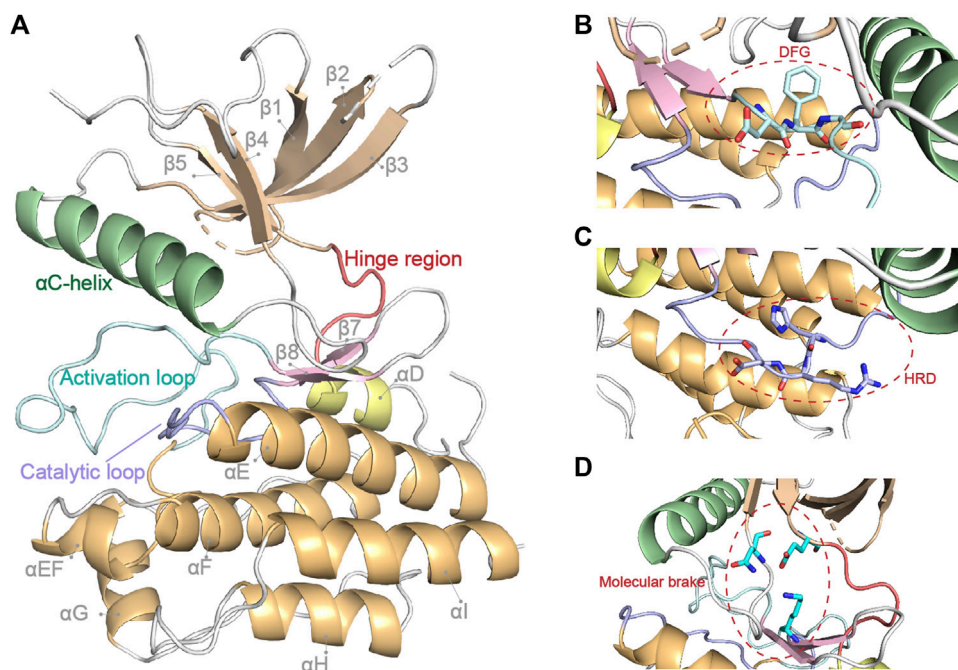 A
β2
β1
β4
β5
β3
αC-helix
Hinge region
β7
β8
αD
Activation loop
Catalytic loop
αE
αEF
αF
αG
αI
αH
B
DFG
C
HRD
D
Molecular brake